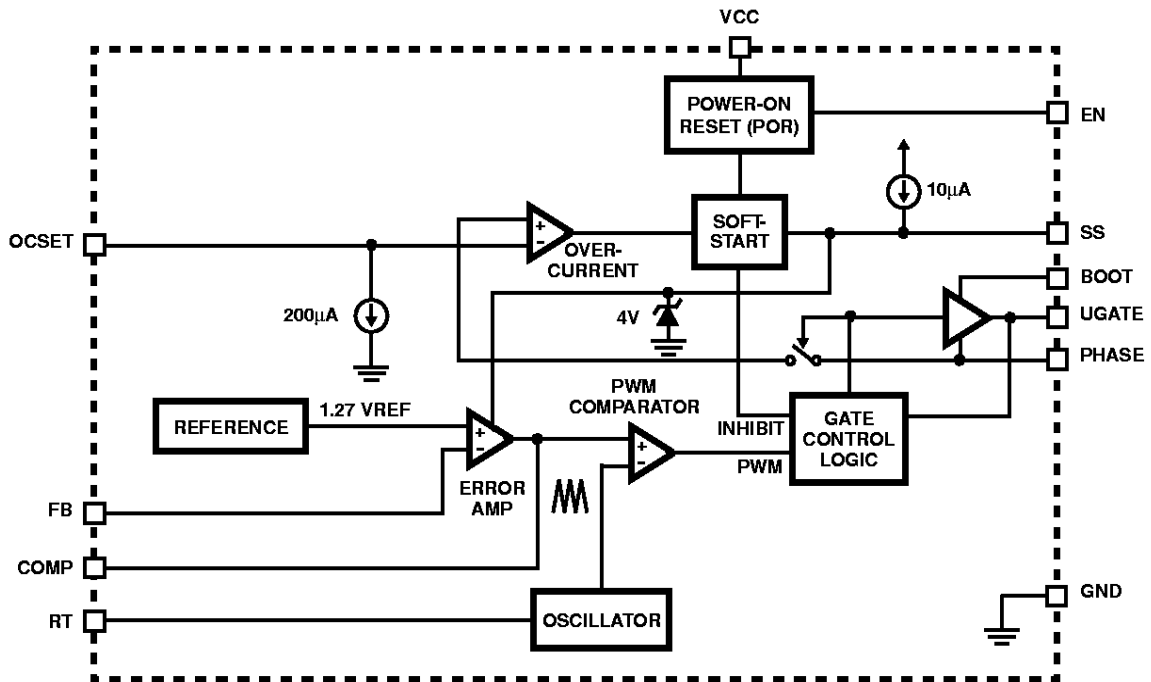 VCC
POWER-ON
RESET (POR)
EN
10µA
OCSET
+
-
OVER-
CURRENT
SOFT-
START
SS
BOOT
200µA
4V
UGATE
PHASE
PWM
COMPARATOR
REFERENCE
1.27 VREF
+
-
ERROR
AMP
+
-
INHIBIT
PWM
GATE
CONTROL
LOGIC
FB
COMP
RT
OSCILLATOR
GND